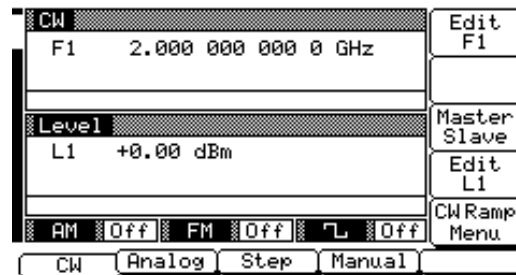 CW
F1 2.000 000 000 0 GHz
Level
L1 +0.00 dBm
AM Off FM Off Off
CW Analog Step Manual
Edit
F1
Master
Slave
Edit
L1
CW Ramp
Menu